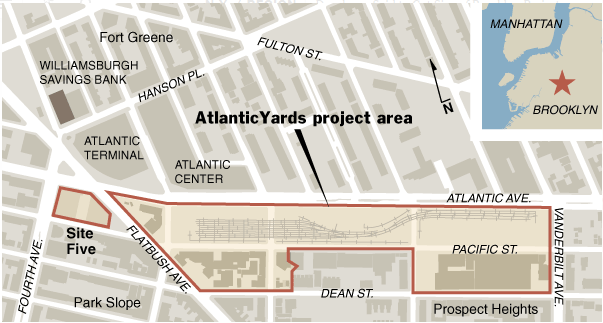 MANHATTAN
BROOKLYN
Fort Greene
FULTON ST.
WILLIAMSBURGH
SAVINGS BANK
HANSON PL.
N
AtlanticYards project area
ATLANTIC
TERMINAL
ATLANTIC
CENTER
ATLANTIC AVE.
Site
Five
FLATBUSH AVE.
FOURTH AVE.
PACIFIC ST.
VANDERBILT AVE.
DEAN ST.
Park Slope
Prospect Heights